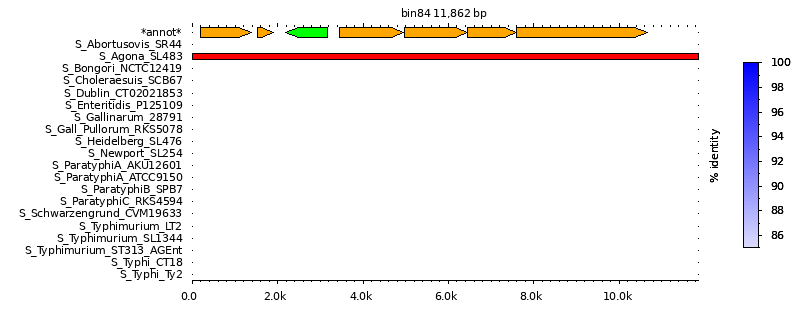 bin84 11,862 bp
*annot*
S_Abortusovis_SR44
S_Agona_SL483
S_Bongori_NCTC12419
S_Choleraesuis_SCB67
S_Dublin_CT02021853
S_Enteritidis_P125109
S_Gallinarum_28791
S_Gall_Pullorum_RKS5078
S_Heidelberg_SL476
S_Newport_SL254
S_ParatyphiA_AKU12601
S_ParatyphiA_ATCC9150
S_ParatyphiB_SPB7
S_ParatyphiC_RKS4594
S_Schwarzengrund_CVM19633
S_Typhimurium_LT2
S_Typhimurium_SL1344
S_Typhimurium_ST313_AGEnt
S_Typhi_CT18
S_Typhi_Ty2
0.0 2.0k 4.0k 6.0k 8.0k 10.0k
% identity
100
98
96
94
92
90
88
86